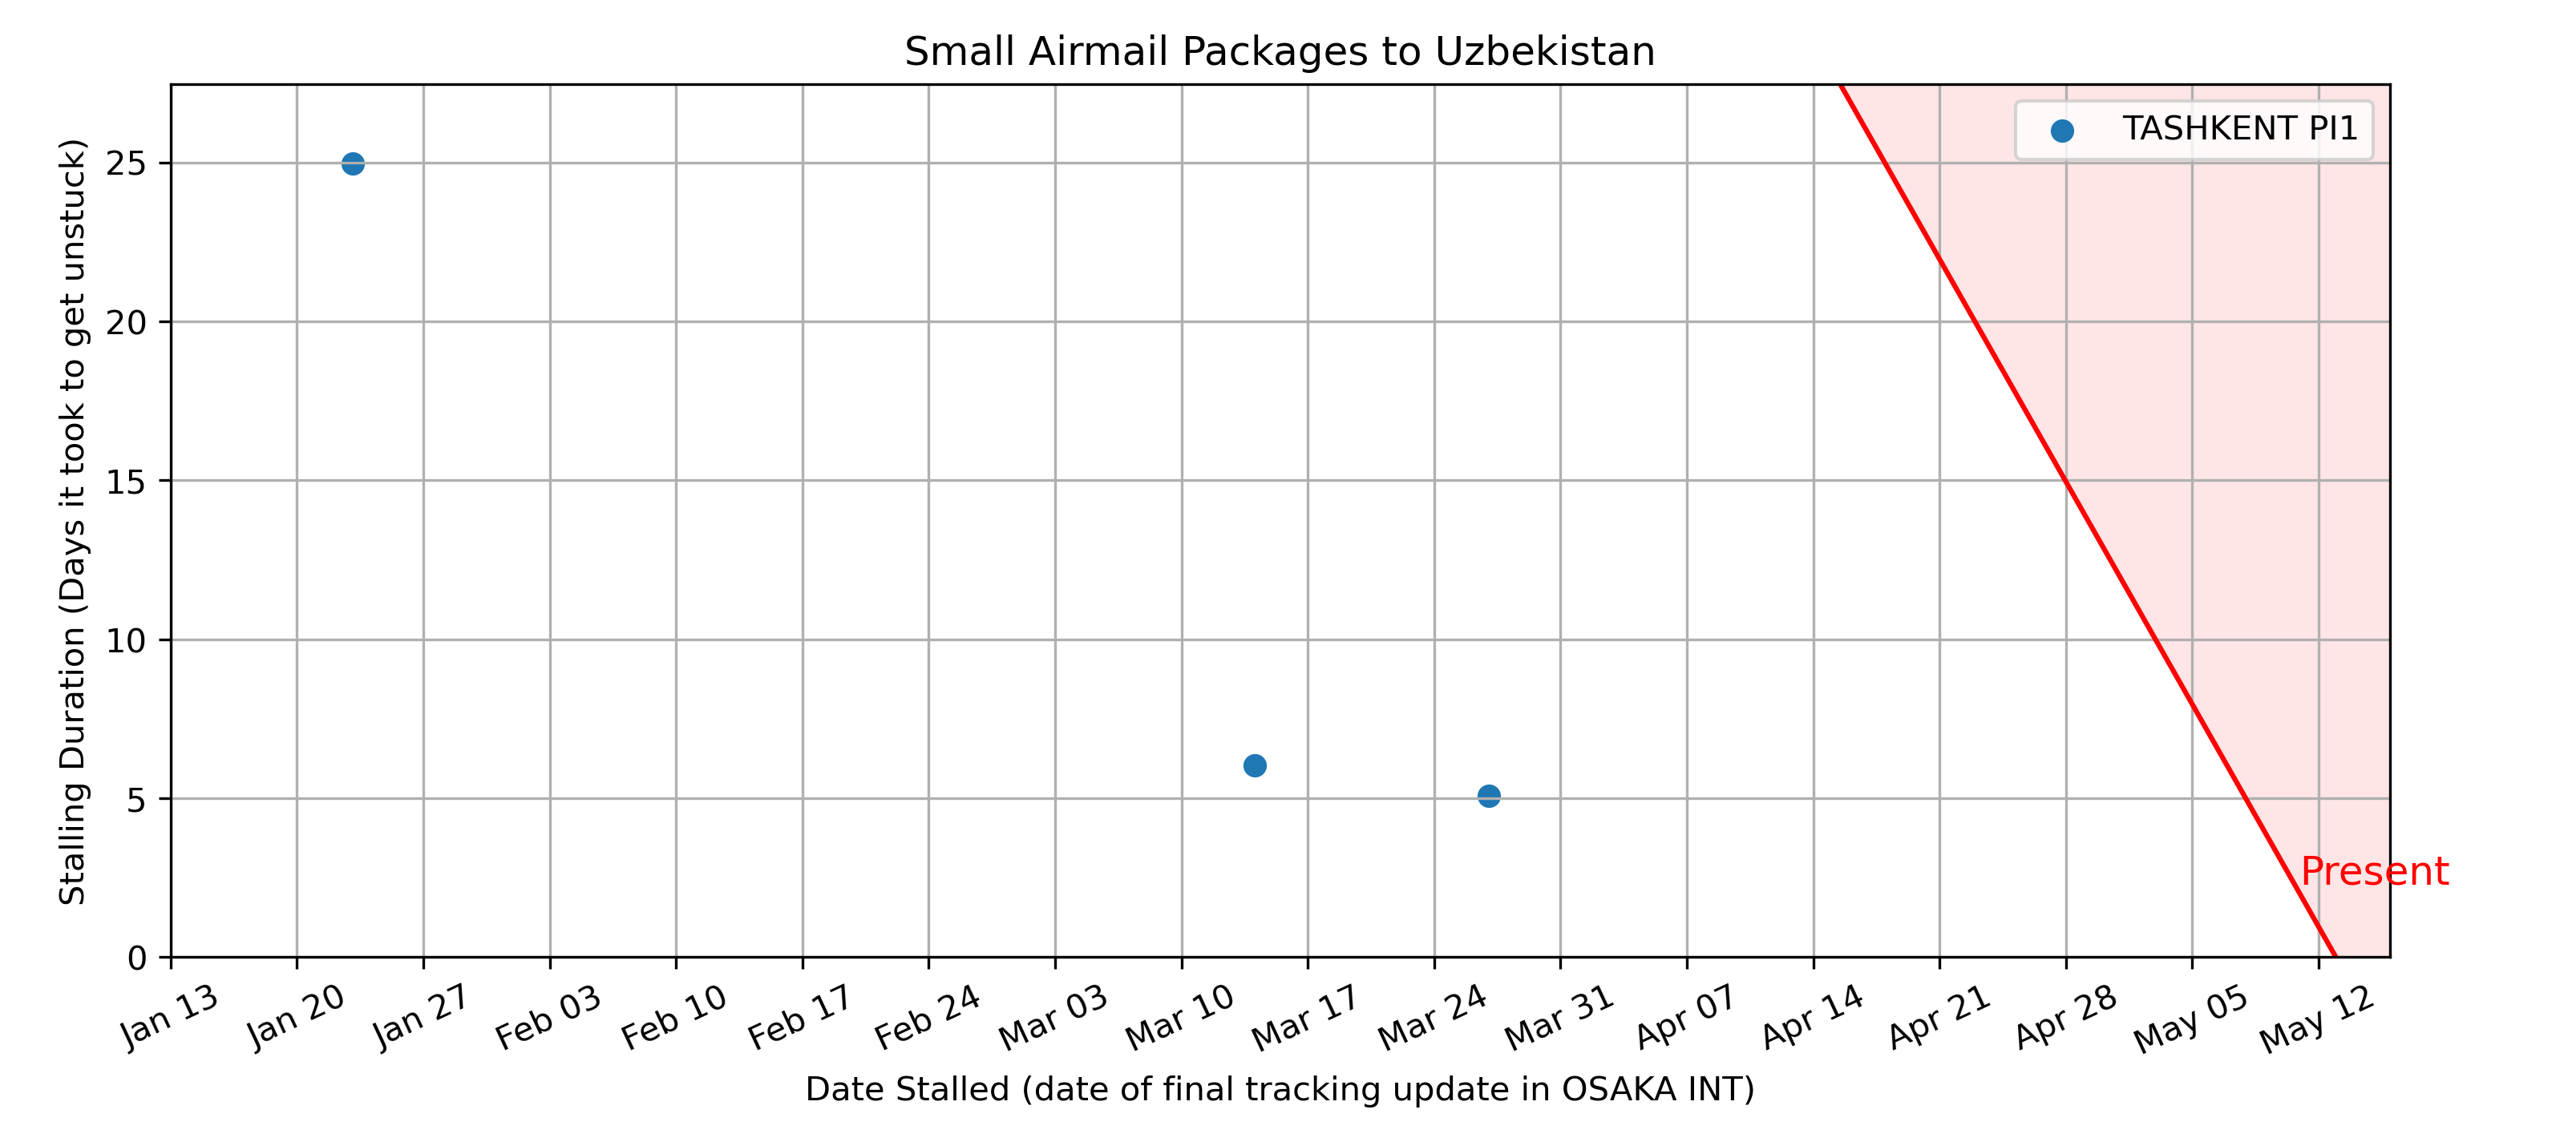 Small Airmail Packages to Uzbekistan
TASHKENT PI1
Stalling Duration (Days it took to get unstuck)
25
20
15
10
5
0
Present
Jan 13
Jan 20
Jan 27
Feb 03
Feb 10
Feb 17
Feb 24
Mar 03
Mar 10
Mar 17
Mar 24
Mar 31
Apr 07
Apr 14
Apr 21
Apr 28
May 05
May 12
Date Stalled (date of final tracking update in OSAKA INT)